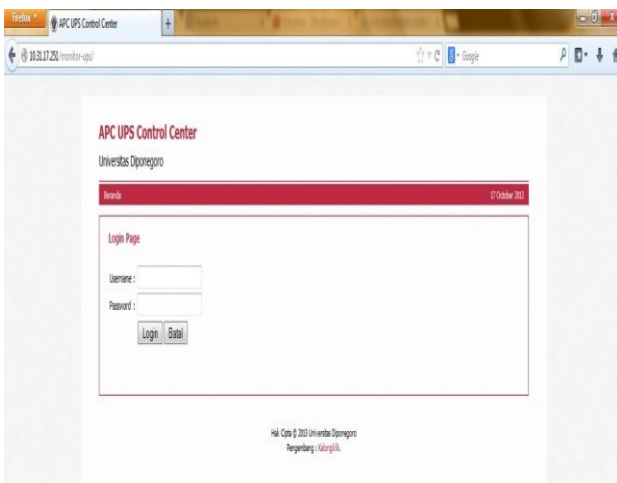 Firefox
APC UPS Control Center
+
10.31.17.251/monitor-ups/
Google
APC UPS Control Center
Universitas Diponegoro
Beranda 17 October 2013
Login Page
Username :
Password :
Login Batal
Hak Cipta © 2013 Universitas Diponegoro
Pengembang : Kalongklik.